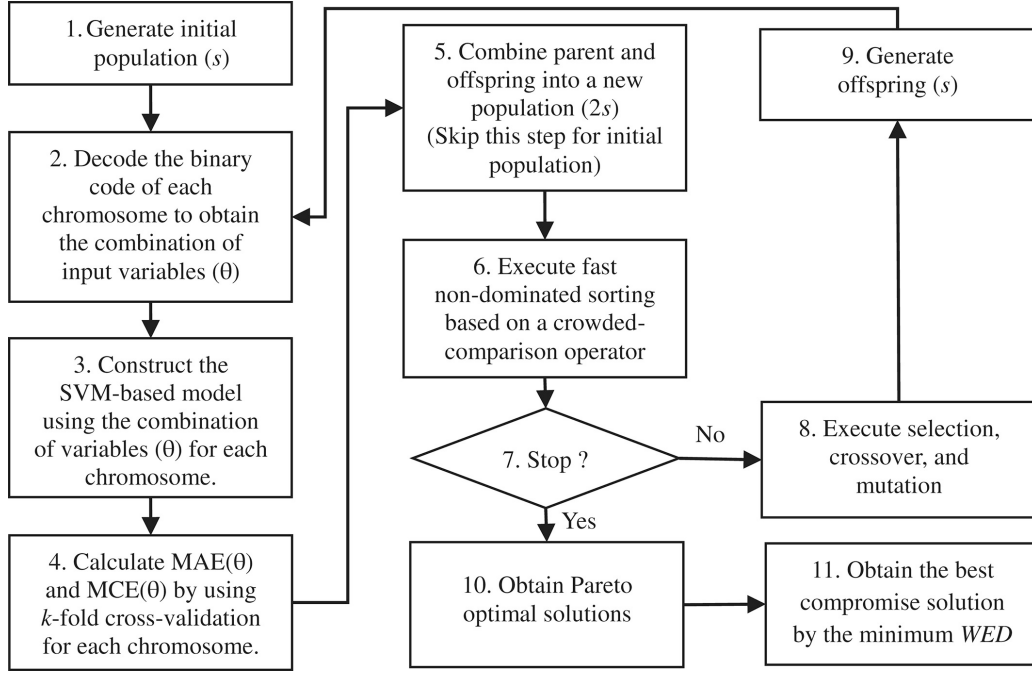 1. Generate initial
population (s)
2. Decode the binary
code of each
chromosome to obtain
the combination of
input variables (θ)
3. Construct the
SVM-based model
using the combination
of variables (θ) for each
chromosome.
4. Calculate MAE(θ)
and MCE(θ) by using
k-fold cross-validation
for each chromosome.
5. Combine parent and
offspring into a new
population (2s)
(Skip this step for initial
population)
6. Execute fast
non-dominated sorting
based on a crowded-
comparison operator
7. Stop ?
No
Yes
8. Execute selection,
crossover, and
mutation
9. Generate
offspring (s)
10. Obtain Pareto
optimal solutions
11. Obtain the best
compromise solution
by the minimum WED